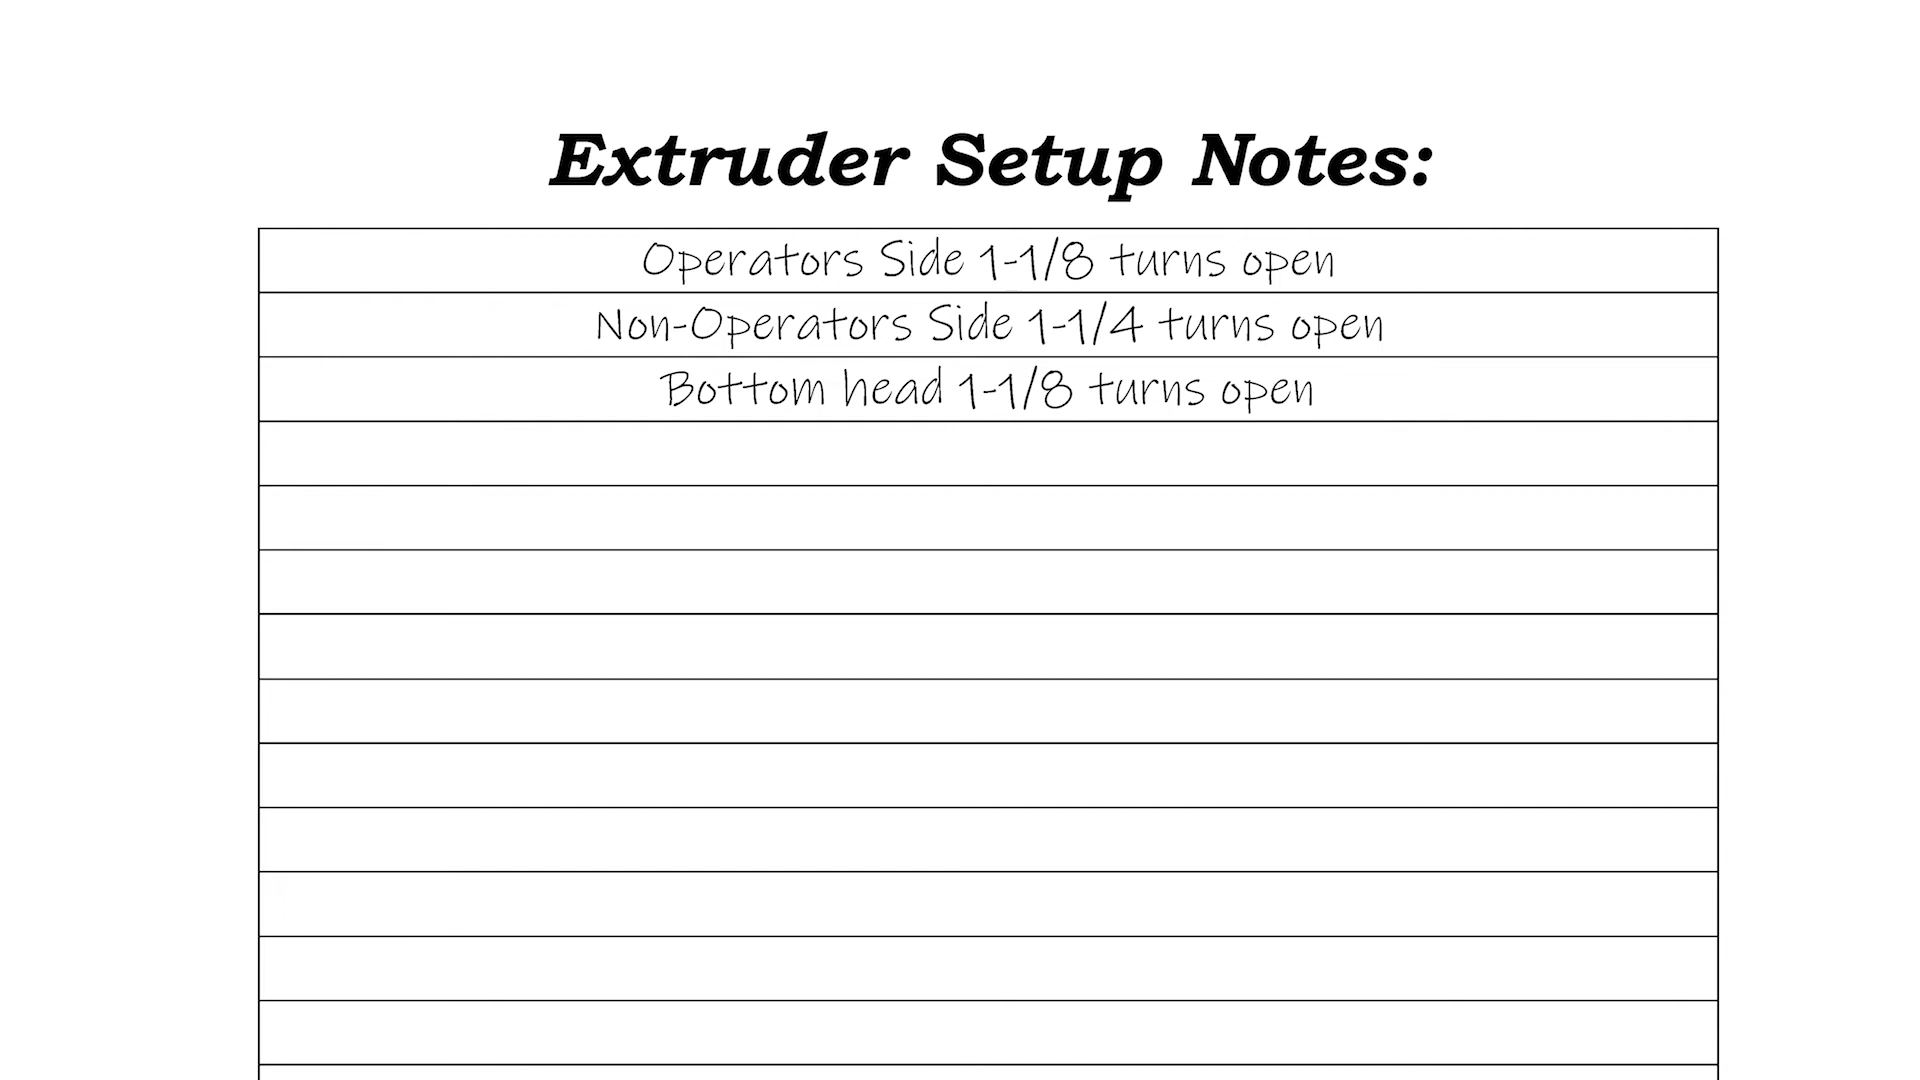 Extruder Setup Notes:
Operators Side 1-1/8 turns open
Non-Operators Side 1-1/4 turns open
Bottom head 1-1/8 turns open